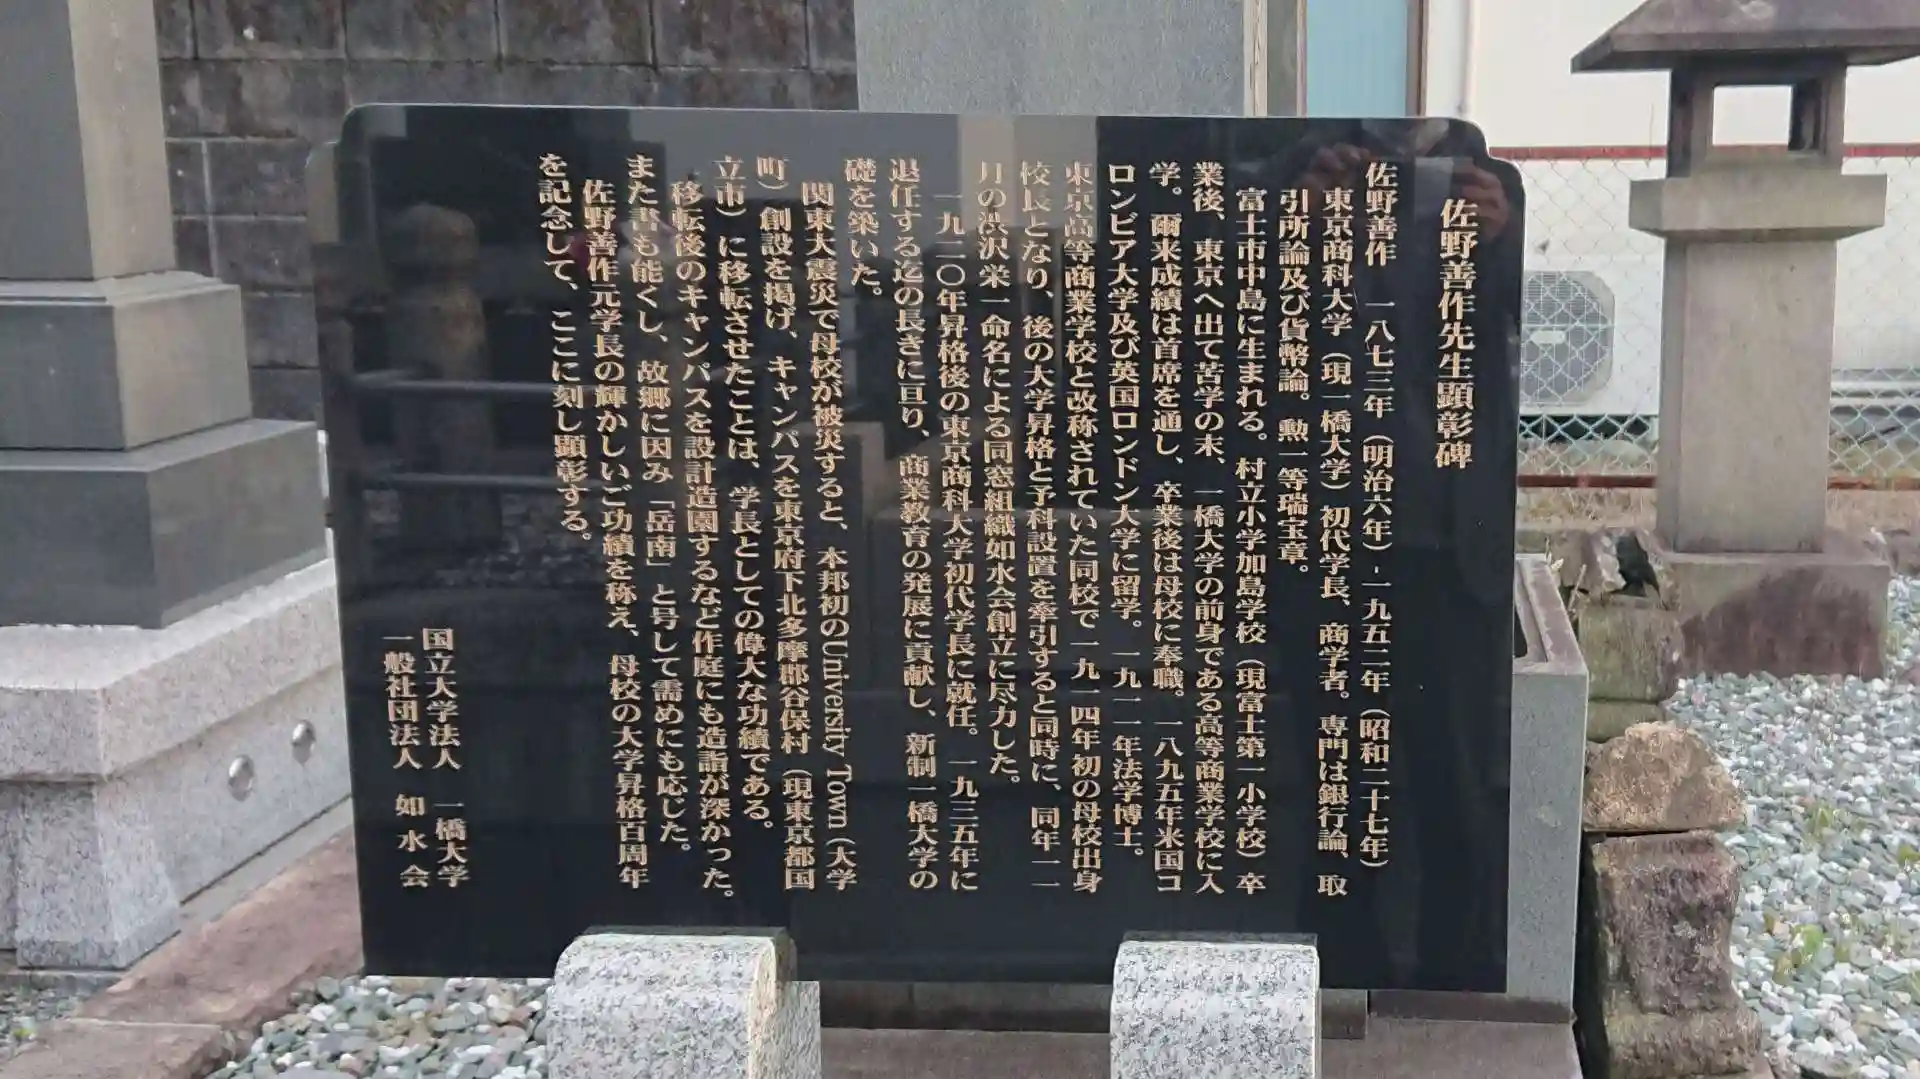 佐野善作先生顕彰碑
佐野善作 一八七三年（明治六年）-一九五二年（昭和二十七年）
東京商科大学（現一橋大学）初代学長、商学者。専門は銀行論、取
引所論及び貨幣論。勲一等瑞宝章。
富士市中島に生まれる。村立小学加島学校（現富士第一小学校）卒
業後、東京へ出て苦学の末、一橋大学の前身である高等商業学校に入
学。爾来成績は首席を通し、卒業後は母校に奉職。一八九五年米国コ
ロンビア大学及び英国ロンドン大学に留学。一九一一年法学博士。
東京高等商業学校と改称されていた同校で一九一四年初の母校出身
校長となり、後の大学昇格と予科設置を牽引すると同時に、同年一一
月の渋沢栄一命名による同窓組織如水会創立に尽力した。
一九二〇年昇格後の東京商科大学初代学長に就任。一九三五年に
退任する迄の長きに亘り、商業教育の発展に貢献し、新制一橋大学の
礎を築いた。
関東大震災で母校が被災すると、本邦初のUniversity Town（大学
町）創設を掲げ、キャンパスを東京府下北多摩郡谷保村（現東京都国
立市）に移転させたことは、学長としての偉大な功績である。
移転後のキャンパスを設計造園するなど作庭にも造詣が深かった。
また書も能くし、故郷に因み「岳南」と号して需めにも応じた。
佐野善作元学長の輝かしいご功績を称え、母校の大学昇格百周年
を記念して、ここに刻し顕彰する。
国立大学法人 一橋大学
一般社団法人 如水会